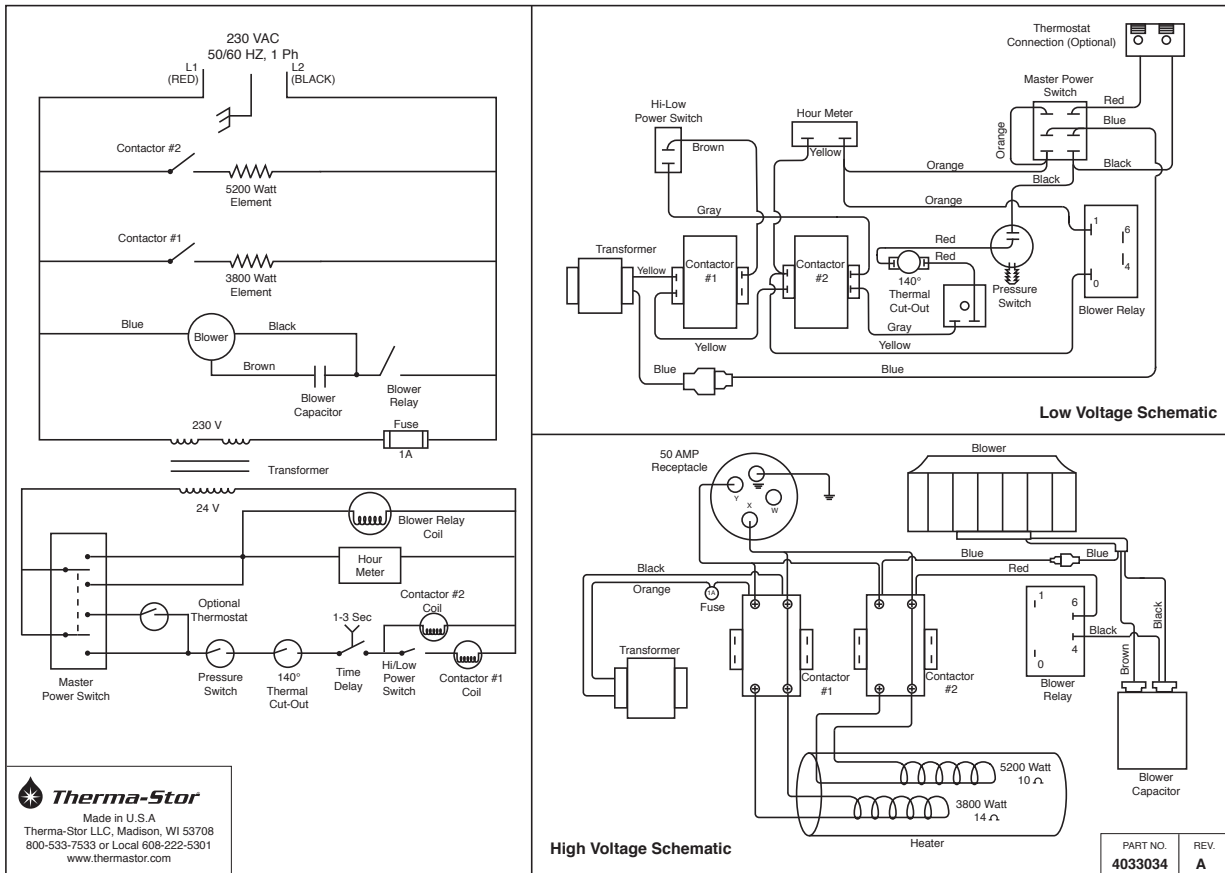 230 VAC
50/60 HZ, 1 Ph
L1
(RED)
L2
(BLACK)
Contactor #2
5200 Watt
Element
Contactor #1
3800 Watt
Element
Blue
Blower
Black
Brown
Blower
Capacitor
Blower
Relay
230 V
Fuse
1A
Transformer
24 V
Blower Relay
Coil
Hour
Meter
Optional
Thermostat
Contactor #2
Coil
1-3 Sec
Master
Power Switch
Pressure
Switch
140°
Thermal
Cut-Out
Time
Delay
Hi/Low
Power
Switch
Contactor #1
Coil
Therma-Stor
Made in U.S.A
Therma-Stor LLC, Madison, WI 53708
800-533-7533 or Local 608-222-5301
www.thermastor.com
Thermostat
Connection (Optional)
Master Power
Switch
Hi-Low
Power Switch
Hour Meter
Red
Blue
Orange
Brown
Yellow
Orange
Black
Black
Gray
Orange
1
6
4
0
Blower Relay
Transformer
Yellow
Contactor
#1
Contactor
#2
Red
Red
140°
Thermal
Cut-Out
Pressure
Switch
Gray
Yellow
Yellow
Blue
Blue
Low Voltage Schematic
50 AMP
Receptacle
Y
X
W
Blower
Blue
Blue
Black
Red
Orange
1A
Fuse
1
6
4
0
Black
Black
Brown
Transformer
Contactor
#1
Contactor
#2
Blower
Relay
5200 Watt
10 Ω
3800 Watt
14 Ω
Heater
Blower
Capacitor
High Voltage Schematic
PART NO.
4033034
REV.
A